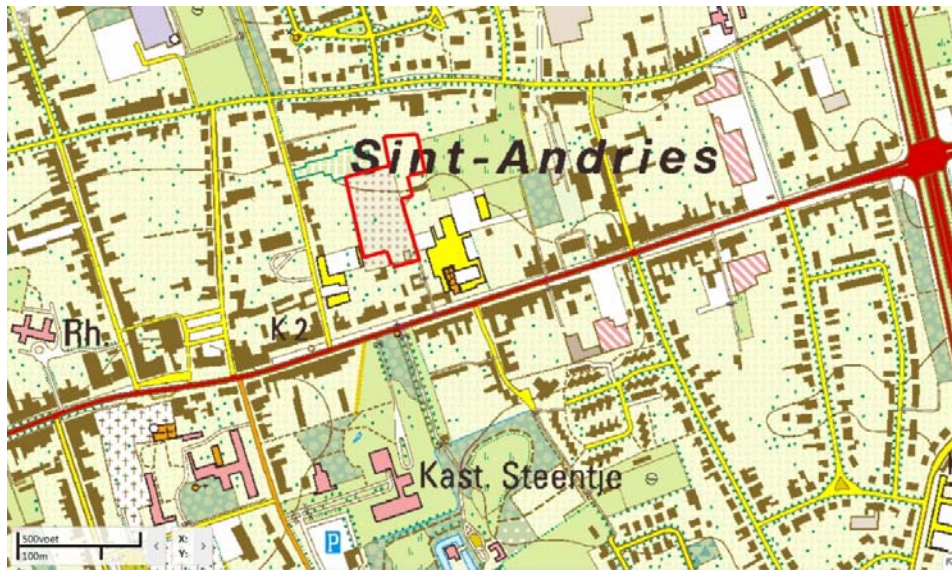 Sint-Andries
Rh.
K 2
Kast. Steentje
P
500voet
100m
X:
Y: